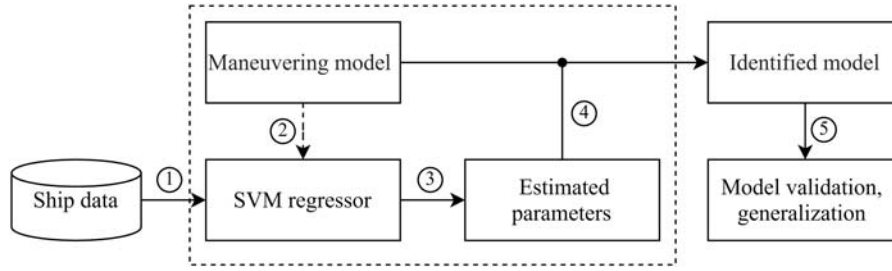 Maneuvering model
Identified model
②
④
⑤
Ship data
①
SVM regressor
③
Estimated
parameters
Model validation,
generalization